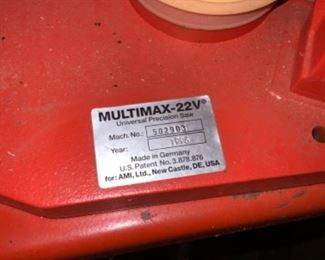 MULTIMAX-22V®
Universal Precision Saw
Mach. No.: 502903
Year:
Made in Germany
U.S. Patent No. 3.878.876
for: AMI, Ltd., New Castle, DE, USA